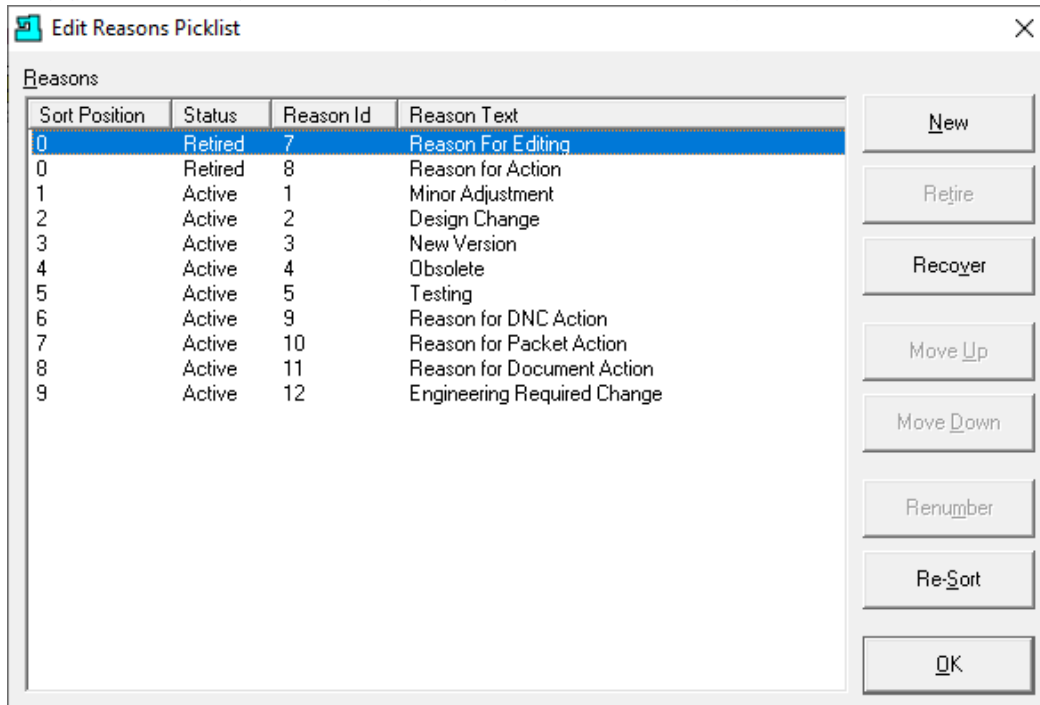 Edit Reasons Picklist
Reasons
Sort Position Status Reason Id Reason Text
0 Retired 7 Reason For Editing
0 Retired 8 Reason for Action
1 Active 1 Minor Adjustment
2 Active 2 Design Change
3 Active 3 New Version
4 Active 4 Obsolete
5 Active 5 Testing
6 Active 9 Reason for DNC Action
7 Active 10 Reason for Packet Action
8 Active 11 Reason for Document Action
9 Active 12 Engineering Required Change
New
Retire
Recover
Move Up
Move Down
Renumber
Re-Sort
OK